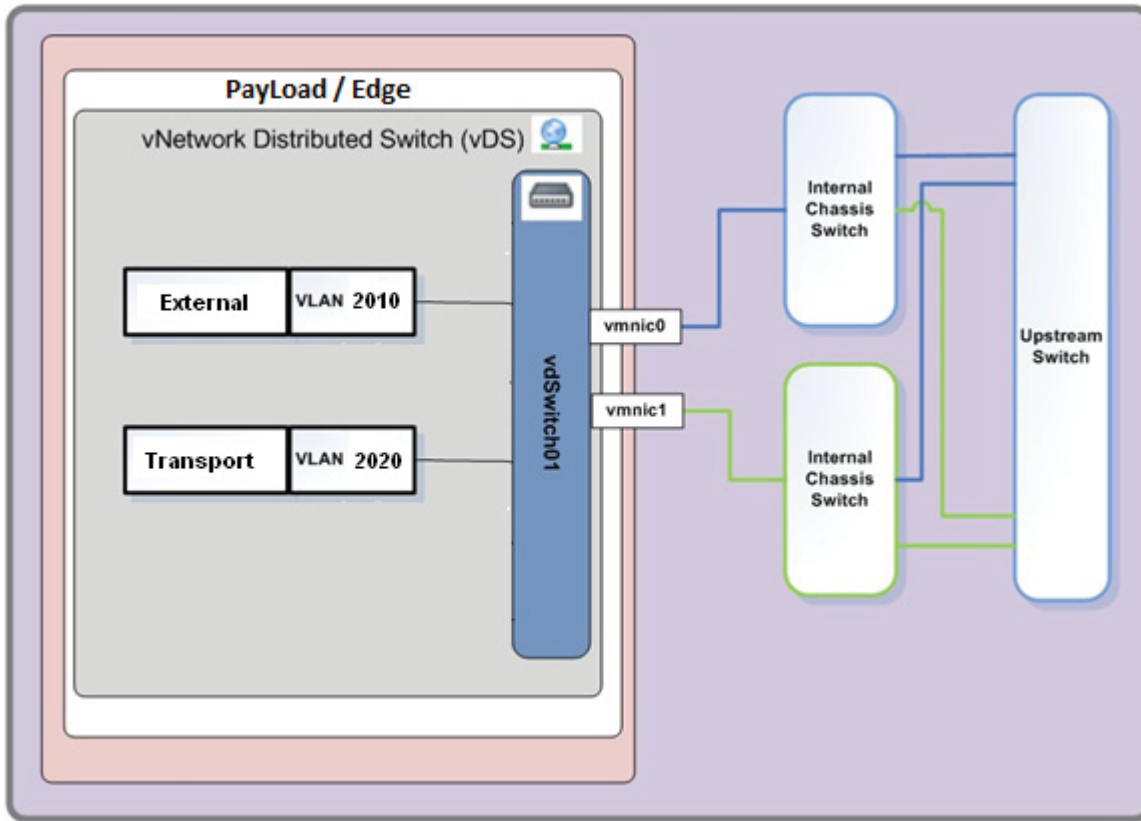 PayLoad / Edge
vNetwork Distributed Switch (vDS)
External
VLAN 2010
Transport
VLAN 2020
vdSwitch01
vmnic0
vmnic1
Internal
Chassis
Switch
Internal
Chassis
Switch
Upstream
Switch